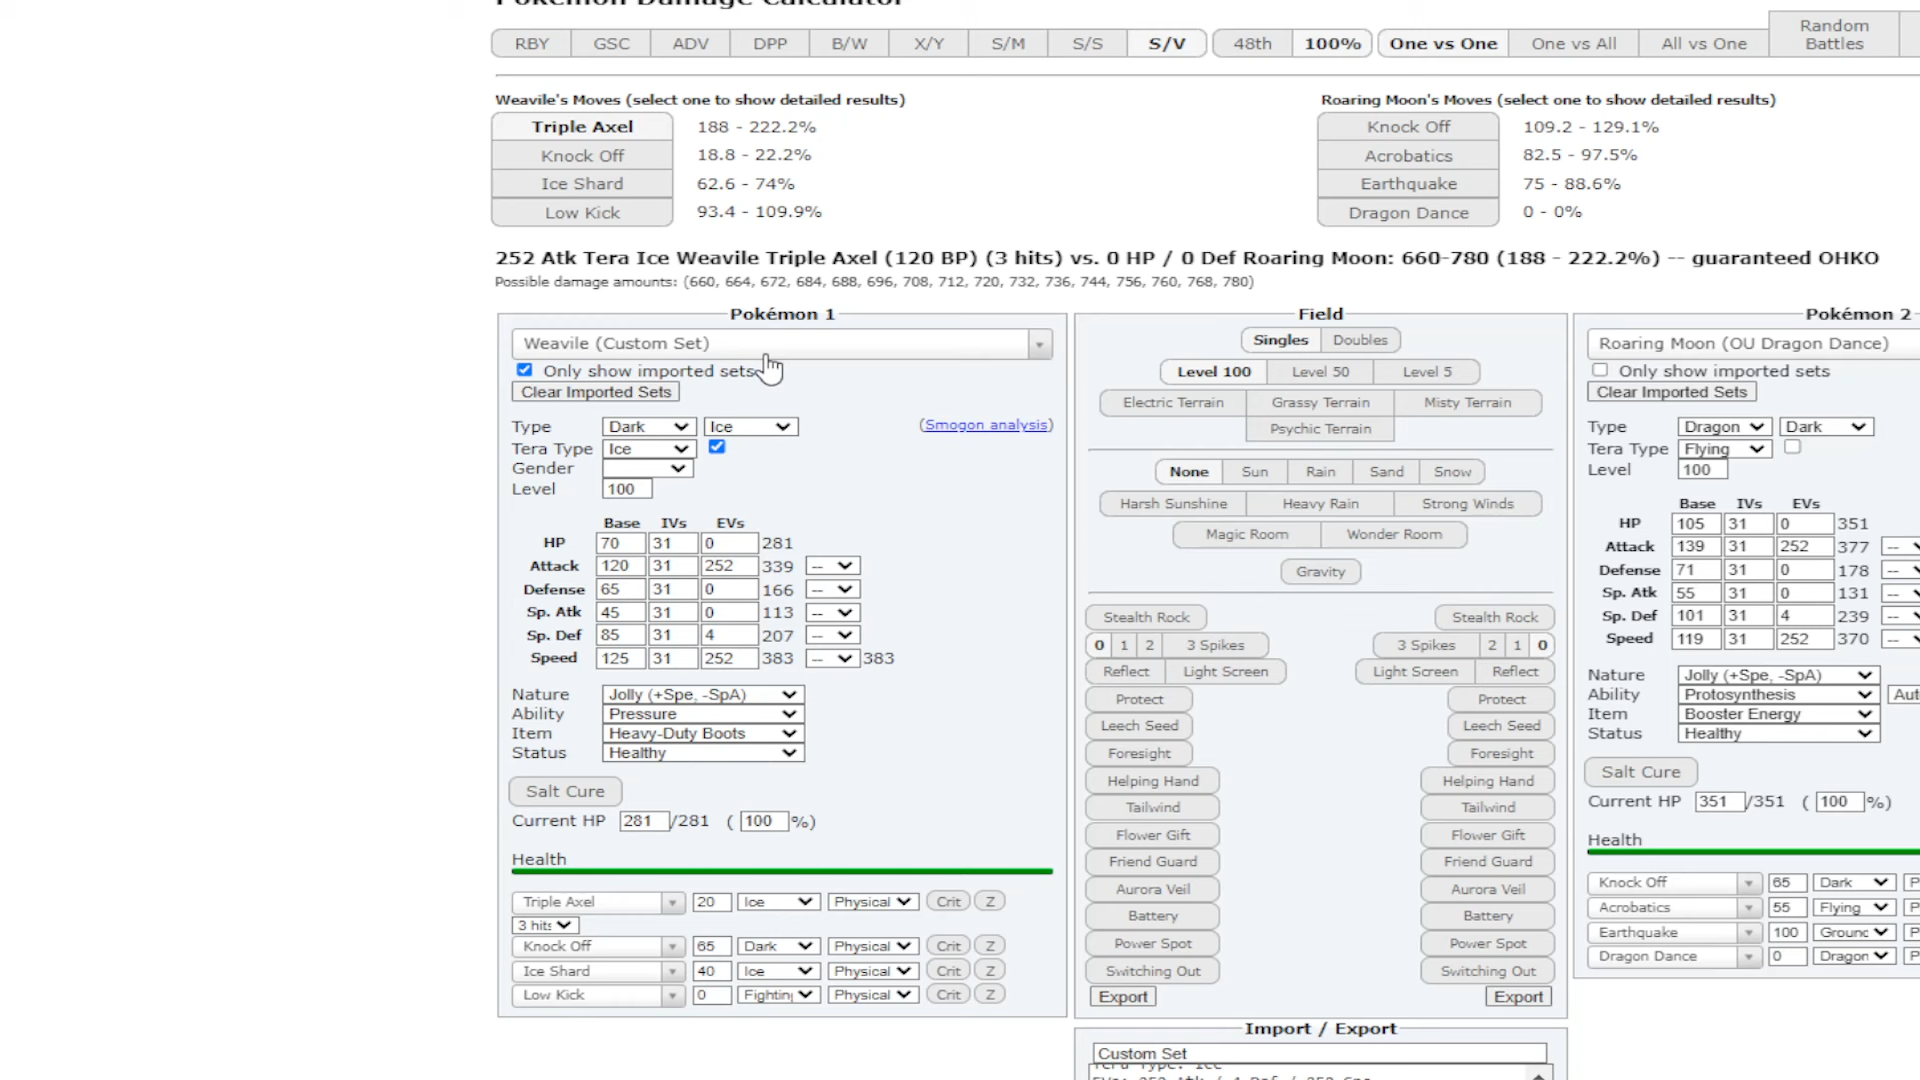 Pokémon Damage Calculator
RBY GSC ADV DPP B/W X/Y S/M S/S S/V 48th 100% One vs One One vs All All vs One Random Battles
Weavile's Moves (select one to show detailed results)
Triple Axel 188 - 222.2%
Knock Off 18.8 - 22.2%
Ice Shard 62.6 - 74%
Low Kick 93.4 - 109.9%
Roaring Moon's Moves (select one to show detailed results)
Knock Off 109.2 - 129.1%
Acrobatics 82.5 - 97.5%
Earthquake 75 - 88.6%
Dragon Dance 0 - 0%
252 Atk Tera Ice Weavile Triple Axel (120 BP) (3 hits) vs. 0 HP / 0 Def Roaring Moon: 660-780 (188 - 222.2%) -- guaranteed OHKO
Possible damage amounts: (660, 664, 672, 684, 688, 696, 708, 712, 720, 732, 736, 744, 756, 760, 768, 780)
Pokémon 1
Weavile (Custom Set)
Only show imported sets
Clear Imported Sets
Type Dark Ice (Smogon analysis)
Tera Type Ice
Gender
Level 100
Base IVs EVs
HP 70 31 0 281
Attack 120 31 252 339 --
Defense 65 31 0 166 --
Sp. Atk 45 31 0 113 --
Sp. Def 85 31 4 207 --
Speed 125 31 252 383 -- 383
Nature Jolly (+Spe, -SpA)
Ability Pressure
Item Heavy-Duty Boots
Status Healthy
Salt Cure
Current HP 281 /281 ( 100 %)
Health
Triple Axel 20 Ice Physical Crit Z
3 hits
Knock Off 65 Dark Physical Crit Z
Ice Shard 40 Ice Physical Crit Z
Low Kick 0 Fighting Physical Crit Z
Field
Singles Doubles
Level 100 Level 50 Level 5
Electric Terrain Grassy Terrain Misty Terrain
Psychic Terrain
None Sun Rain Sand Snow
Harsh Sunshine Heavy Rain Strong Winds
Magic Room Wonder Room
Gravity
Stealth Rock Stealth Rock
0 1 2 3 Spikes 3 Spikes 2 1 0
Reflect Light Screen Light Screen Reflect
Protect Protect
Leech Seed Leech Seed
Foresight Foresight
Helping Hand Helping Hand
Tailwind Tailwind
Flower Gift Flower Gift
Friend Guard Friend Guard
Aurora Veil Aurora Veil
Battery Battery
Power Spot Power Spot
Switching Out Switching Out
Export Export
Import / Export
Custom Set
Tera Type: Ice
EVs: 252 Atk / 4 Def / 252 Spe
Pokémon 2
Roaring Moon (OU Dragon Dance)
Only show imported sets
Clear Imported Sets
Type Dragon Dark
Tera Type Flying
Level 100
Base IVs EVs
HP 105 31 0 351
Attack 139 31 252 377 --
Defense 71 31 0 178 --
Sp. Atk 55 31 0 131 --
Sp. Def 101 31 4 239 --
Speed 119 31 252 370 --
Nature Jolly (+Spe, -SpA)
Ability Protosynthesis Aut
Item Booster Energy
Status Healthy
Salt Cure
Current HP 351 /351 ( 100 %)
Health
Knock Off 65 Dark P
Acrobatics 55 Flying P
Earthquake 100 Ground P
Dragon Dance 0 Dragon P